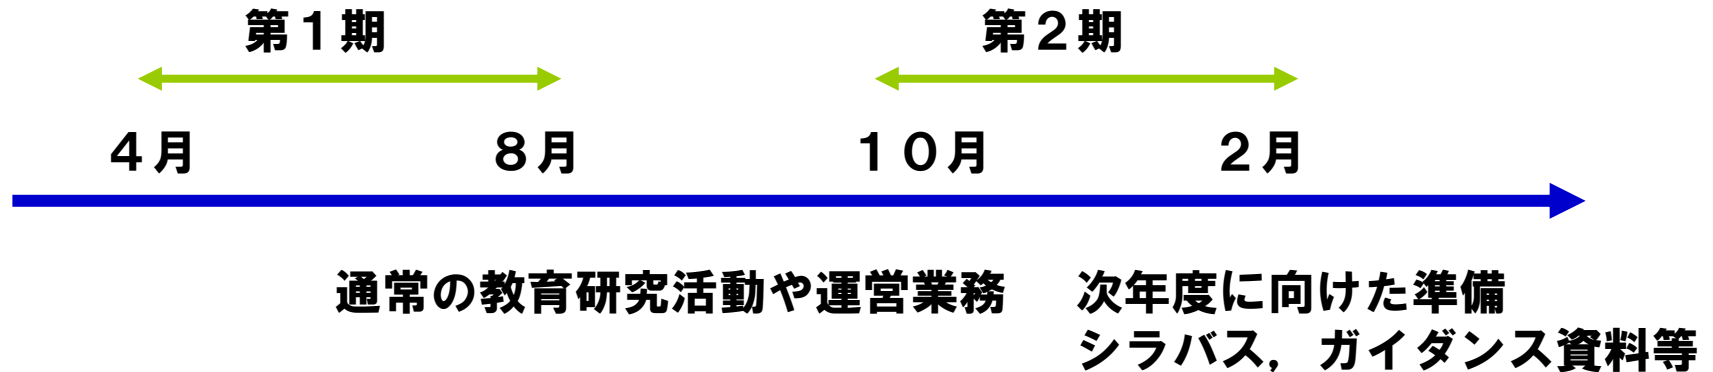 第１期 第２期
４月 ８月 １０月 ２月
通常の教育研究活動や運営業務 次年度に向けた準備
シラバス，ガイダンス資料等